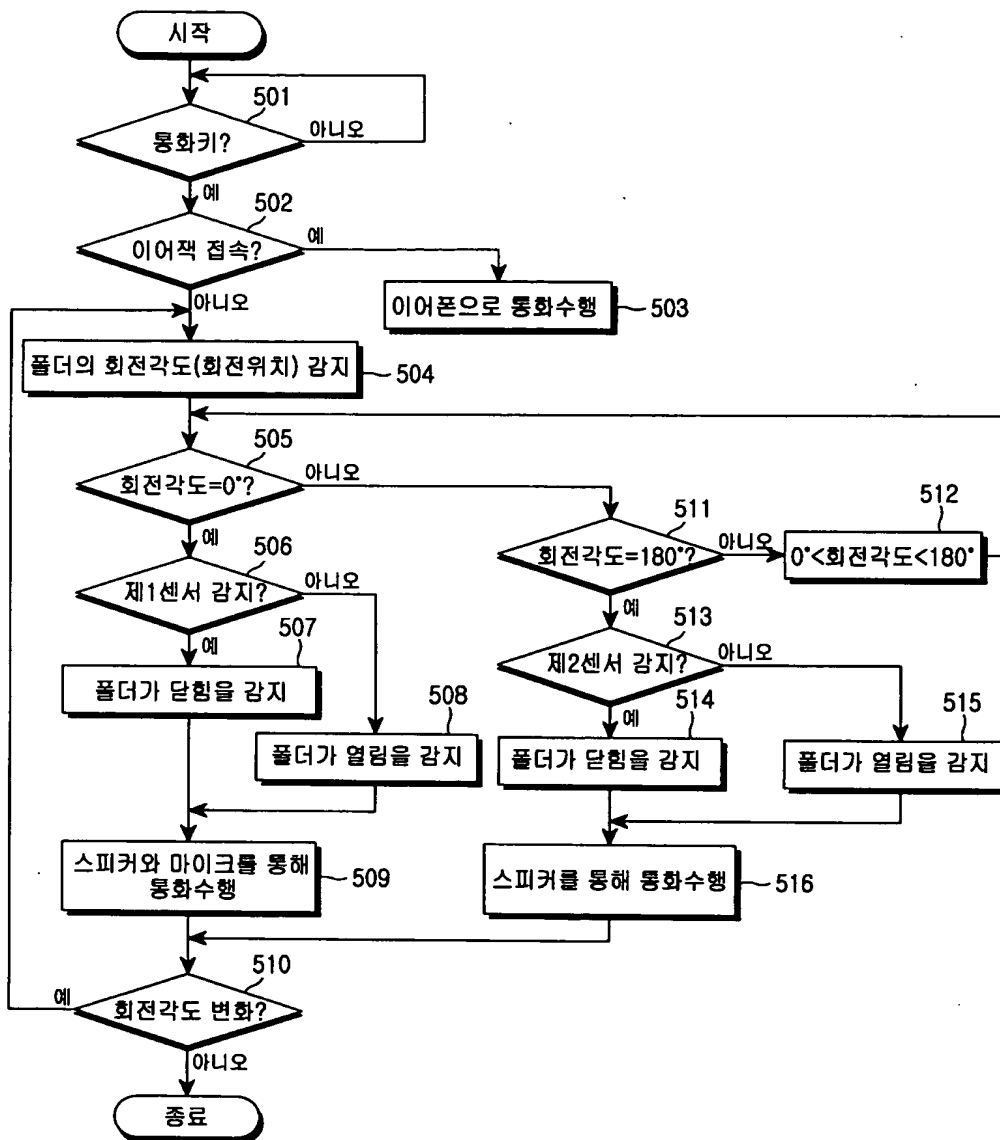 시작
501
통화키?
아니오
예
502
이어잭 접속?
예
아니오
이어폰으로 통화수행
503
폴더의 회전각도(회전위치) 감지
504
505
회전각도=0°?
아니오
예
511
회전각도=180°?
아니오
512
0°<회전각도<180°
예
506
제1센서 감지?
아니오
예
507
폴더가 닫힘을 감지
508
폴더가 열림을 감지
513
제2센서 감지?
아니오
예
514
폴더가 닫힘을 감지
515
폴더가 열림을 감지
스피커와 마이크를 통해
통화수행
509
스피커를 통해 통화수행
516
510
회전각도 변화?
예
아니오
종료